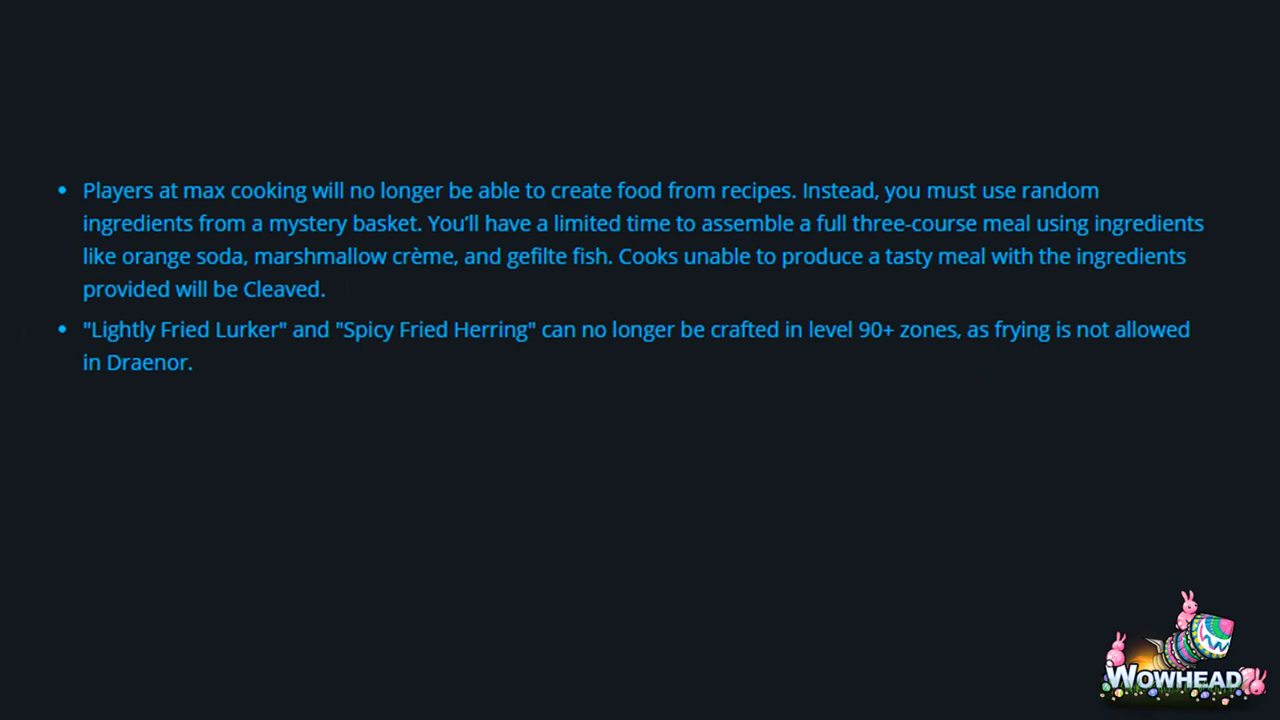 • Players at max cooking will no longer be able to create food from recipes. Instead, you must use random
ingredients from a mystery basket. You'll have a limited time to assemble a full three-course meal using ingredients
like orange soda, marshmallow crème, and gefilte fish. Cooks unable to produce a tasty meal with the ingredients
provided will be Cleaved.
• "Lightly Fried Lurker" and "Spicy Fried Herring" can no longer be crafted in level 90+ zones, as frying is not allowed
in Draenor.
WOWHEAD